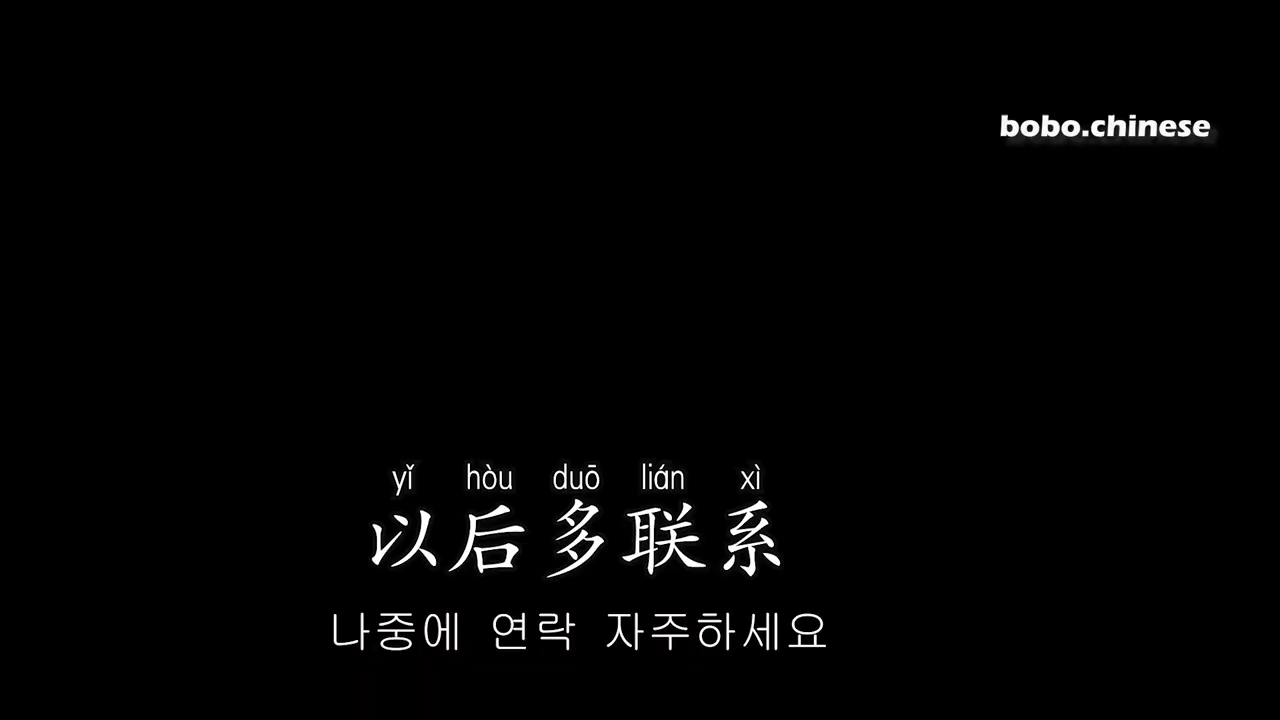 bobo.chinese
yǐ hòu duō lián xì
以后多联系
나중에 연락 자주하세요